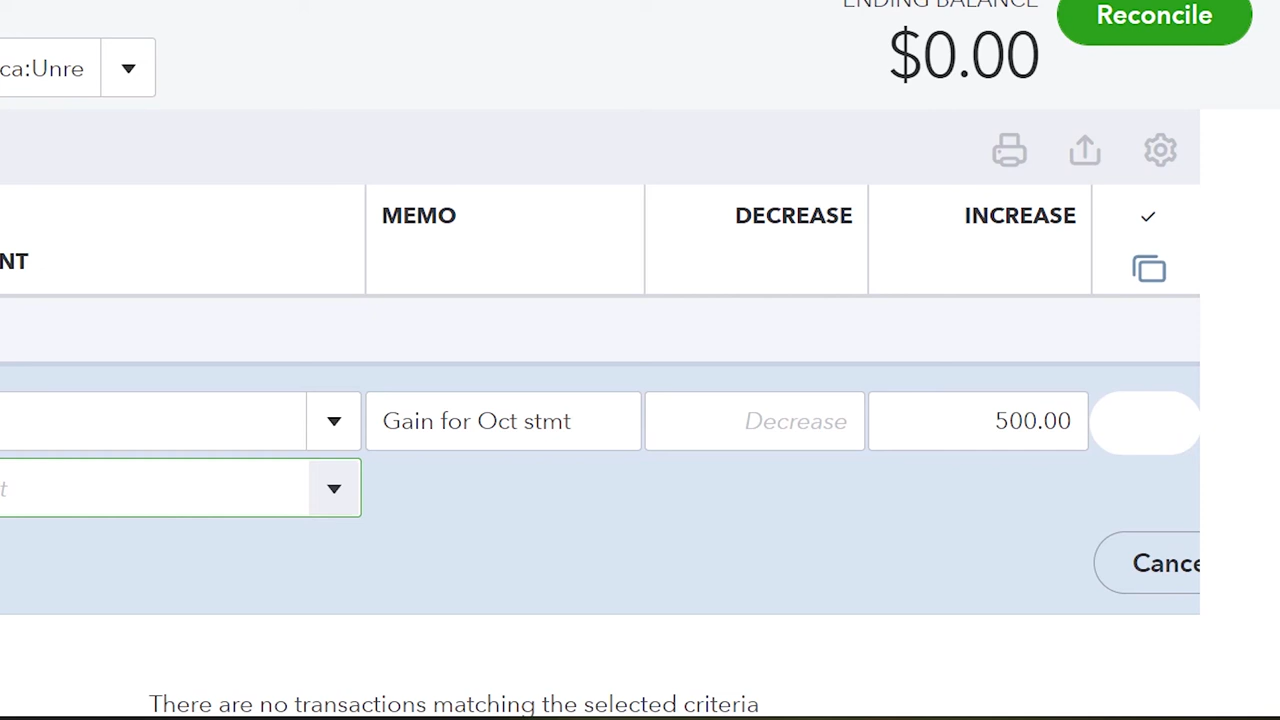 ENDING BALANCE
Reconcile
$0.00
ca:Unre
MEMO
DECREASE
INCREASE
NT
Gain for Oct stmt
Decrease
500.00
t
Cance
There are no transactions matching the selected criteria